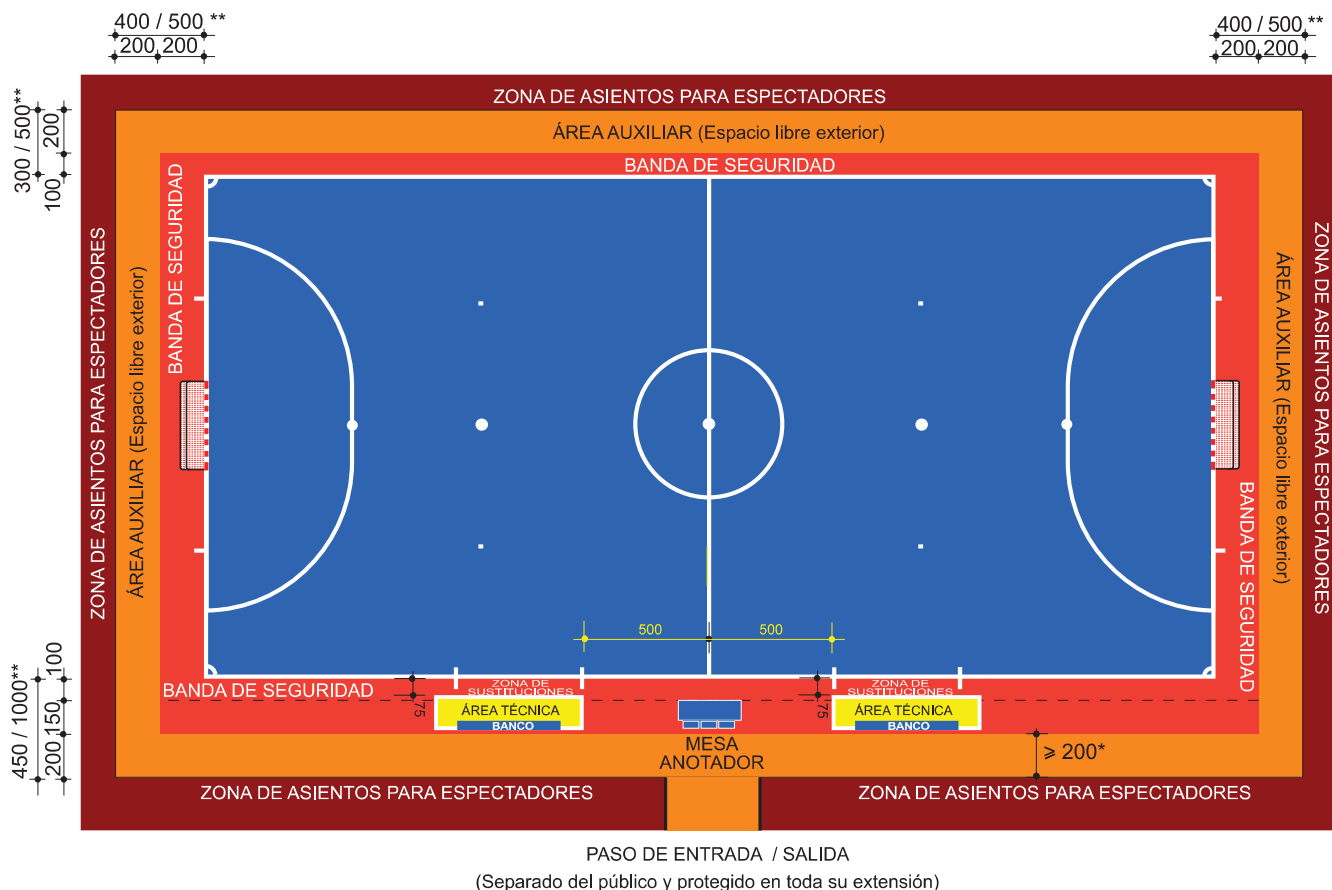 400 / 500 **
200 200
400 / 500 **
200 200
ZONA DE ASIENTOS PARA ESPECTADORES
ÁREA AUXILIAR (Espacio libre exterior)
BANDA DE SEGURIDAD
300 / 500**
200
100
ZONA DE ASIENTOS PARA ESPECTADORES
ÁREA AUXILIAR (Espacio libre exterior)
BANDA DE SEGURIDAD
ZONA DE ASIENTOS PARA ESPECTADORES
ÁREA AUXILIAR (Espacio libre exterior)
BANDA DE SEGURIDAD
500 500
450 / 1000**
100
150
200
BANDA DE SEGURIDAD
75
ZONA DE
SUSTITUCIONES
ÁREA TÉCNICA
BANCO
75
ZONA DE
SUSTITUCIONES
ÁREA TÉCNICA
BANCO
MESA
ANOTADOR
≥ 200*
ZONA DE ASIENTOS PARA ESPECTADORES
ZONA DE ASIENTOS PARA ESPECTADORES
PASO DE ENTRADA / SALIDA
(Separado del público y protegido en toda su extensión)